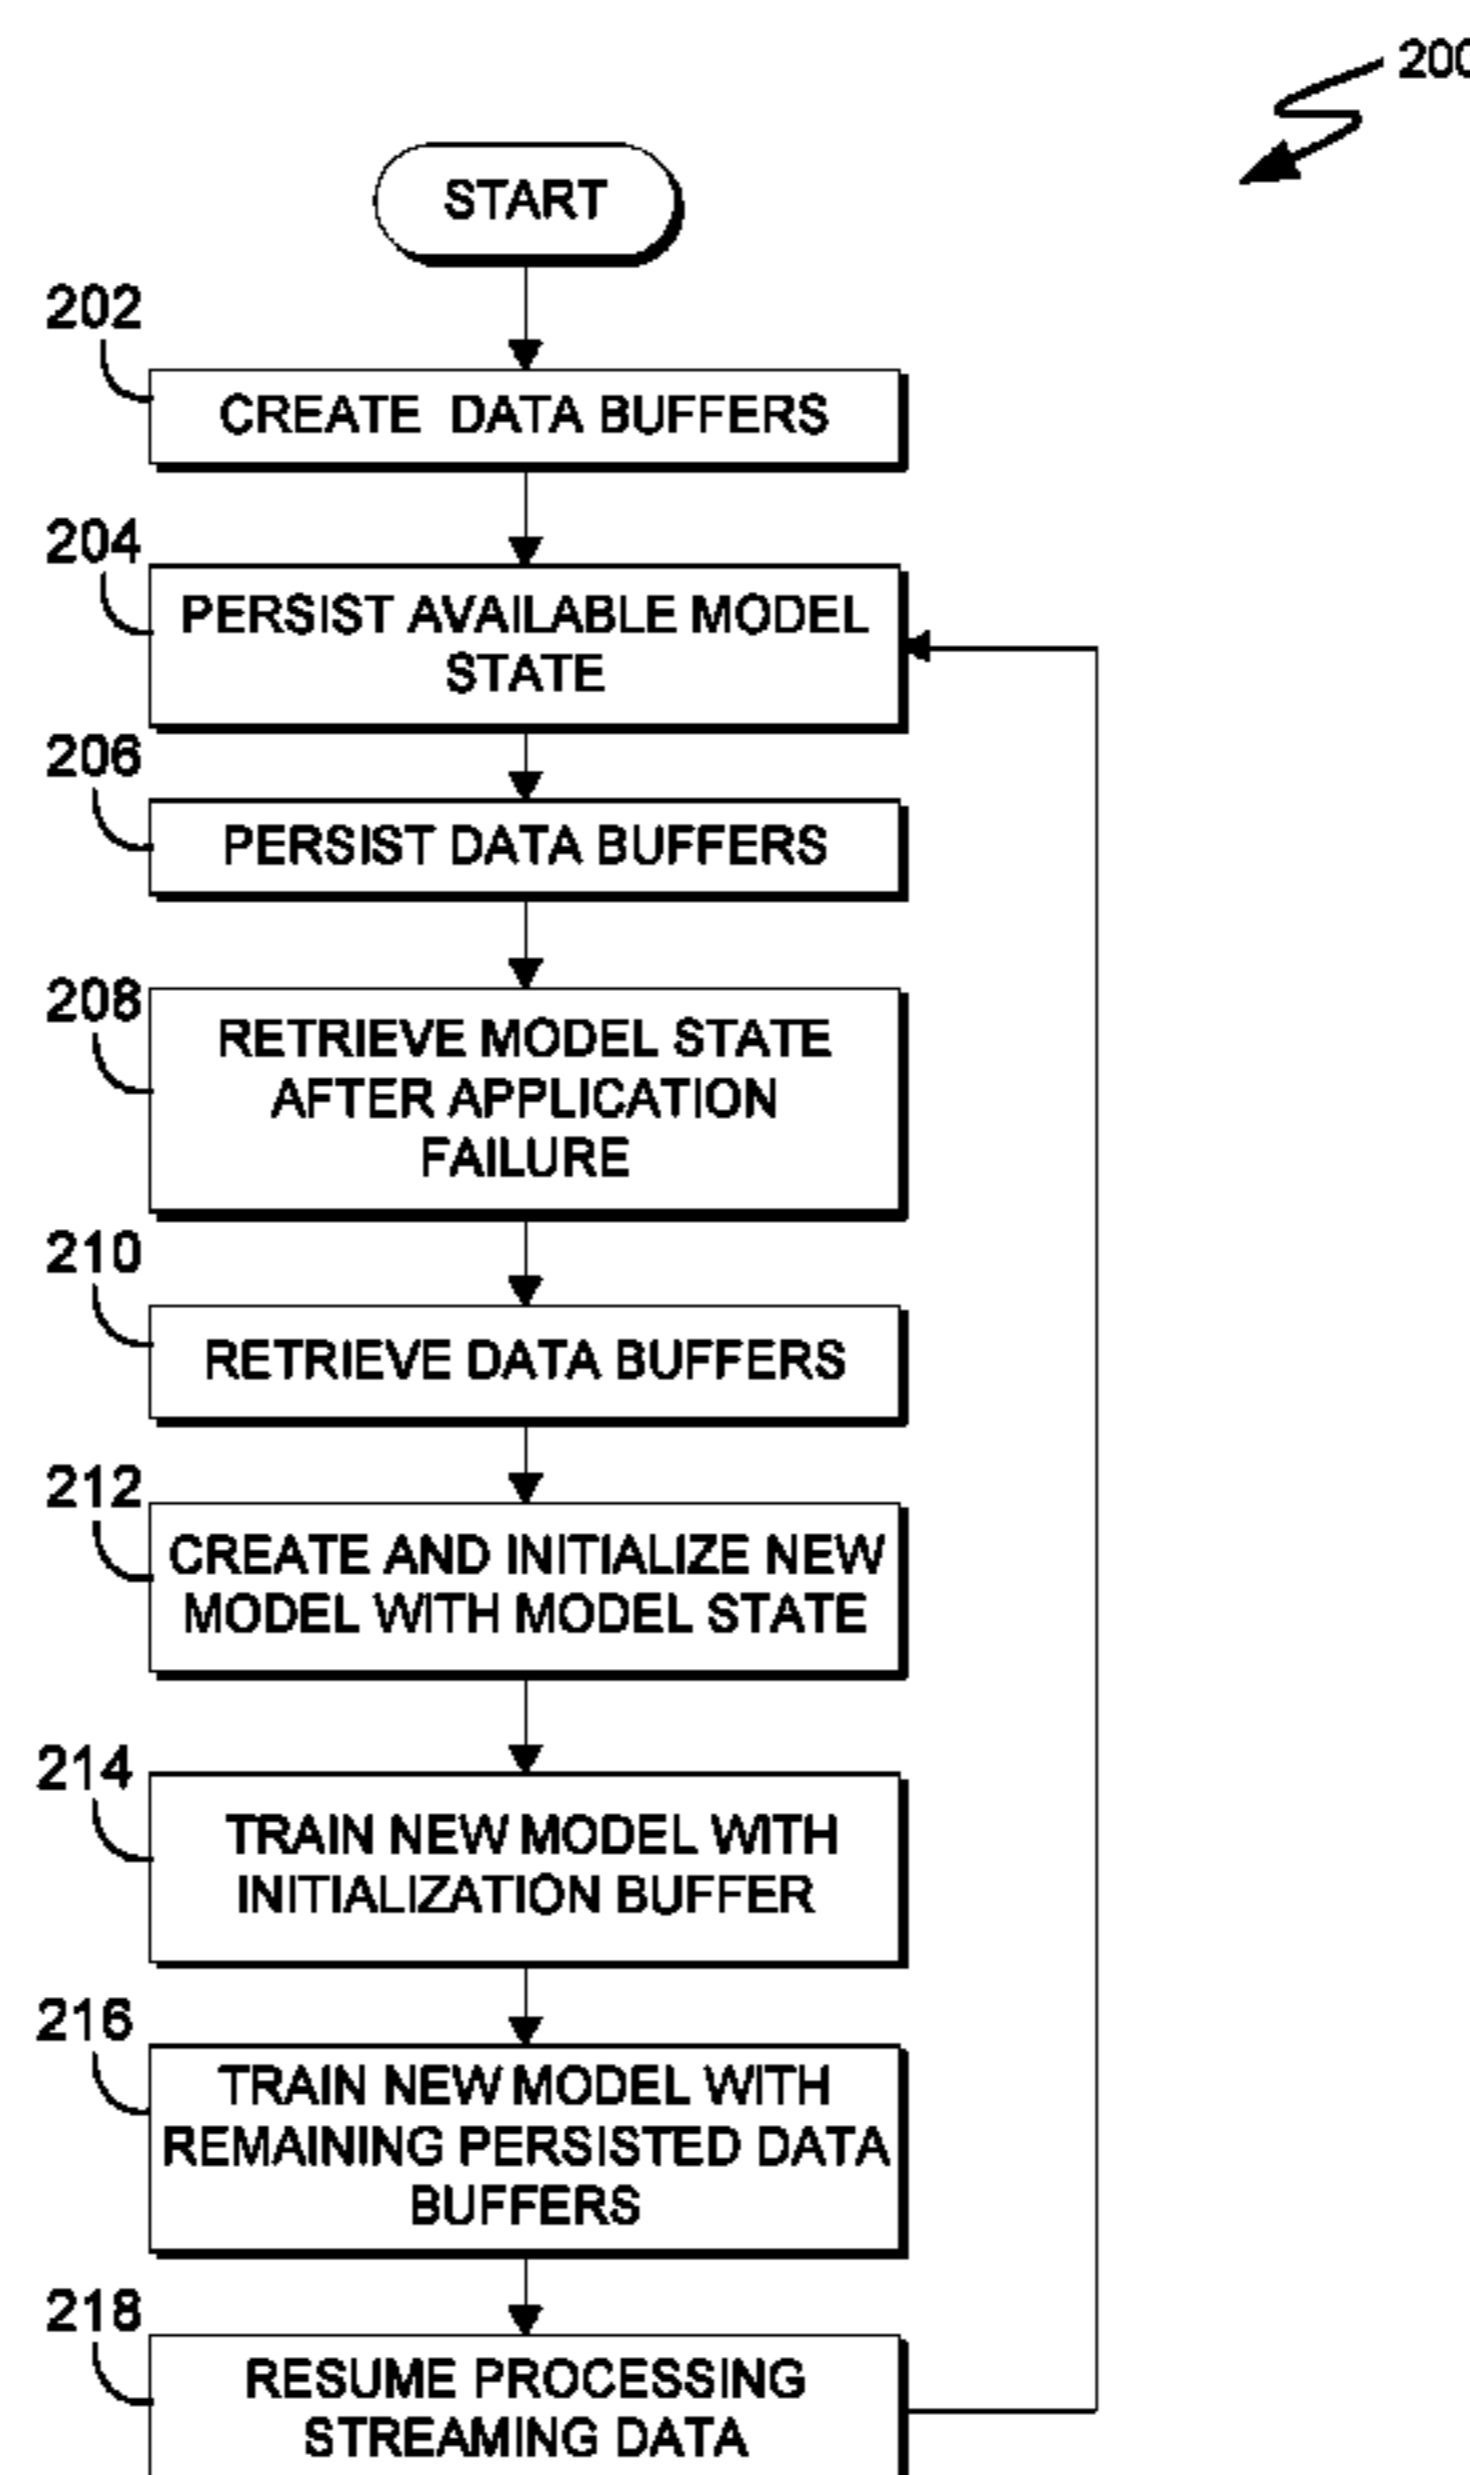 200
START
202
CREATE DATA BUFFERS
204
PERSIST AVAILABLE MODEL
STATE
206
PERSIST DATA BUFFERS
208
RETRIEVE MODEL STATE
AFTER APPLICATION
FAILURE
210
RETRIEVE DATA BUFFERS
212
CREATE AND INITIALIZE NEW
MODEL WITH MODEL STATE
214
TRAIN NEW MODEL WITH
INITIALIZATION BUFFER
216
TRAIN NEW MODEL WITH
REMAINING PERSISTED DATA
BUFFERS
218
RESUME PROCESSING
STREAMING DATA